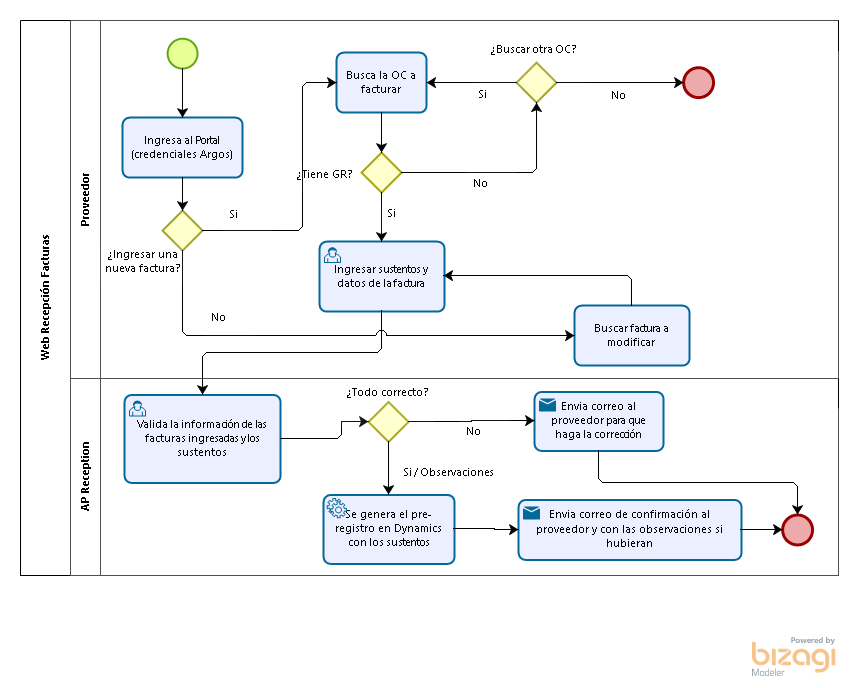 Web Recepción Facturas
Proveedor
¿Buscar otra OC?
Busca la OC a
facturar
Si
No
Ingresa al Portal
(credenciales Argos)
¿Tiene GR?
No
Si
Si
¿Ingresar una
nueva factura?
Ingresar sustentos y
datos de la factura
No
Buscar factura a
modificar
AP Reception
¿Todo correcto?
Valida la información de las
facturas ingresadas y los
sustentos
No
Envia correo al
proveedor para que
haga la corrección
Si / Observaciones
Se genera el pre-
registro en Dynamics
con los sustentos
Envia correo de confirmación al
proveedor y con las observaciones si
hubieran
Powered by
bizagi
Modeler